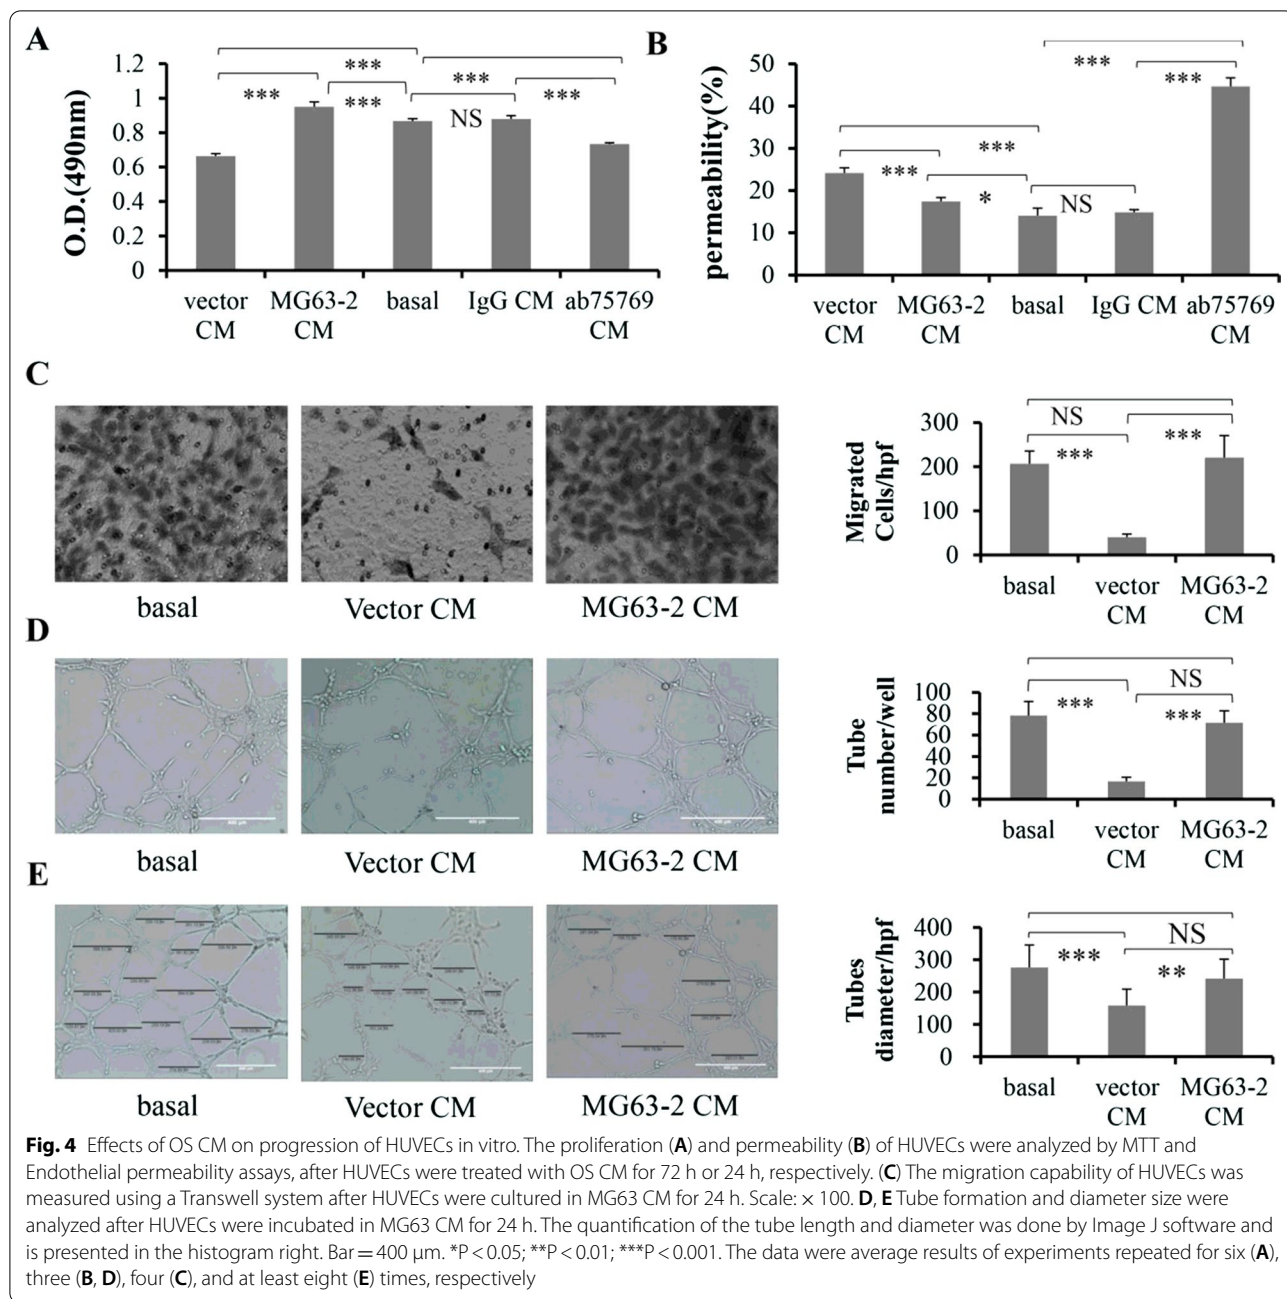 A
1.2
1
0.8
0.6
0.4
0.2
0
O.D.(490nm)
***
***
***
***
***
NS
vector CM
MG63-2 CM
basal
IgG CM
ab75769 CM
B
50
40
30
20
10
0
permeability(%)
***
***
***
***
*
NS
vector CM
MG63-2 CM
basal
IgG CM
ab75769 CM
C
basal
Vector CM
MG63-2 CM
Migrated Cells/hpf
300
200
100
0
NS
***
***
basal
vector CM
MG63-2 CM
D
400 μm
400 μm
400 μm
basal
Vector CM
MG63-2 CM
Tube number/well
100
80
60
40
20
0
NS
***
***
basal
vector CM
MG63-2 CM
E
basal
Vector CM
MG63-2 CM
Tubes diameter/hpf
400
300
200
100
0
NS
***
**
basal
vector CM
MG63-2 CM
Fig. 4 Effects of OS CM on progression of HUVECs in vitro. The proliferation (A) and permeability (B) of HUVECs were analyzed by MTT and
Endothelial permeability assays, after HUVECs were treated with OS CM for 72 h or 24 h, respectively. (C) The migration capability of HUVECs was
measured using a Transwell system after HUVECs were cultured in MG63 CM for 24 h. Scale: × 100. D, E Tube formation and diameter size were
analyzed after HUVECs were incubated in MG63 CM for 24 h. The quantification of the tube length and diameter was done by Image J software and
is presented in the histogram right. Bar = 400 μm. *P < 0.05; **P < 0.01; ***P < 0.001. The data were average results of experiments repeated for six (A),
three (B, D), four (C), and at least eight (E) times, respectively